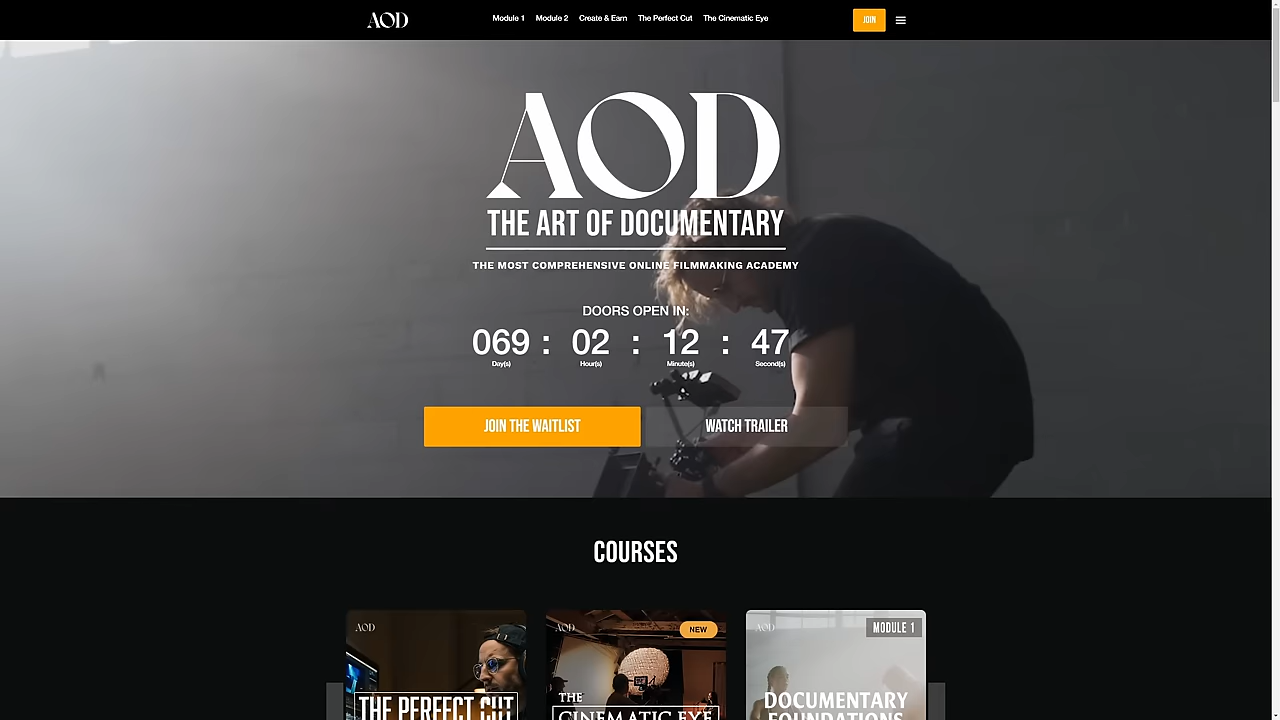 AOD
Module 1 Module 2 Create & Earn The Perfect Cut The Cinematic Eye
JOIN
AOD
THE ART OF DOCUMENTARY
THE MOST COMPREHENSIVE ONLINE FILMMAKING ACADEMY
DOORS OPEN IN:
069 : 02 : 12 : 47
Day(s) Hour(s) Minute(s) Second(s)
JOIN THE WAITLIST
WATCH TRAILER
COURSES
AOD
THE PERFECT CUT
AOD
NEW
THE
CINEMATIC EYE
AOD
MODULE 1
DOCUMENTARY
FOUNDATIONS